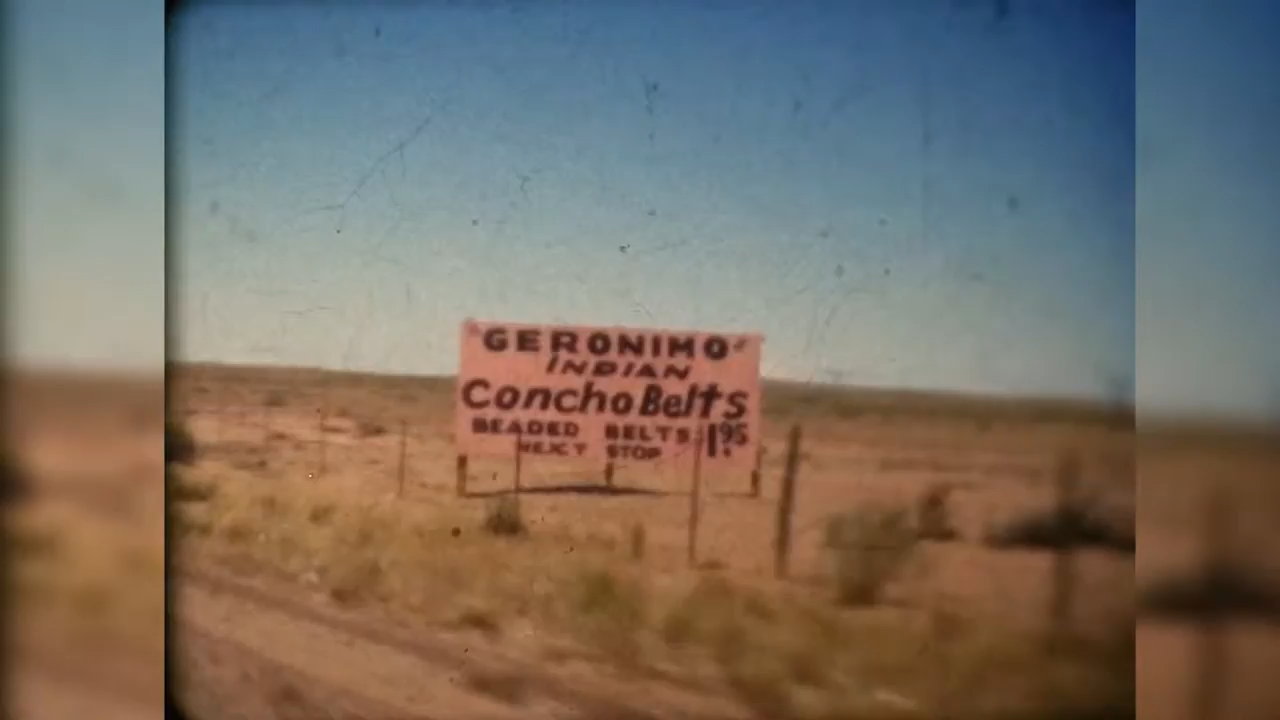 GERONIMO
INDIAN
Concho Belts
BEADED BELTS $1.95
NEXT STOP